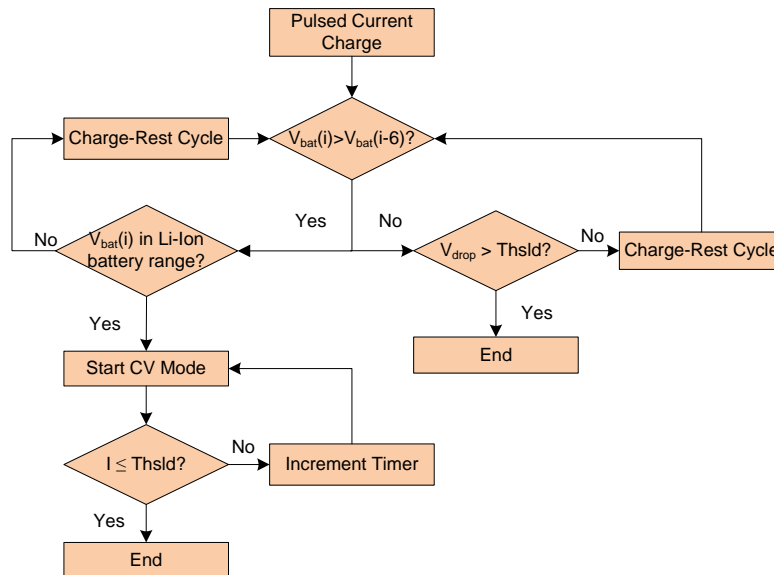 Pulsed Current
Charge
Charge-Rest Cycle
Vbat(i)>Vbat(i-6)?
Yes
No
No
Vbat(i) in Li-Ion
battery range?
Vdrop > Thsld?
No
Charge-Rest Cycle
Yes
Yes
End
Start CV Mode
I ≤ Thsld?
No
Increment Timer
Yes
End